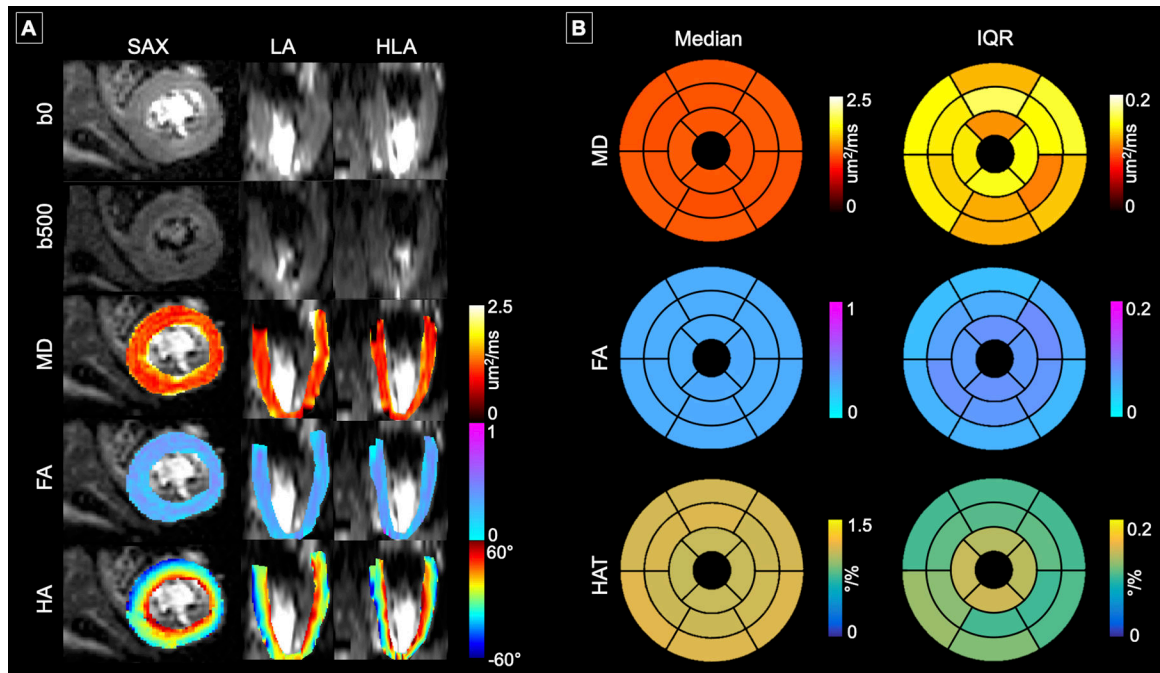 A
SAX
LA
HLA
b0
b500
MD
2.5
um²/ms
0
FA
1
0
HA
60°
-60°
B
Median
IQR
MD
2.5
um²/ms
0
0.2
um²/ms
0
FA
1
0
0.2
0
HAT
1.5
°/%
0
0.2
°/%
0